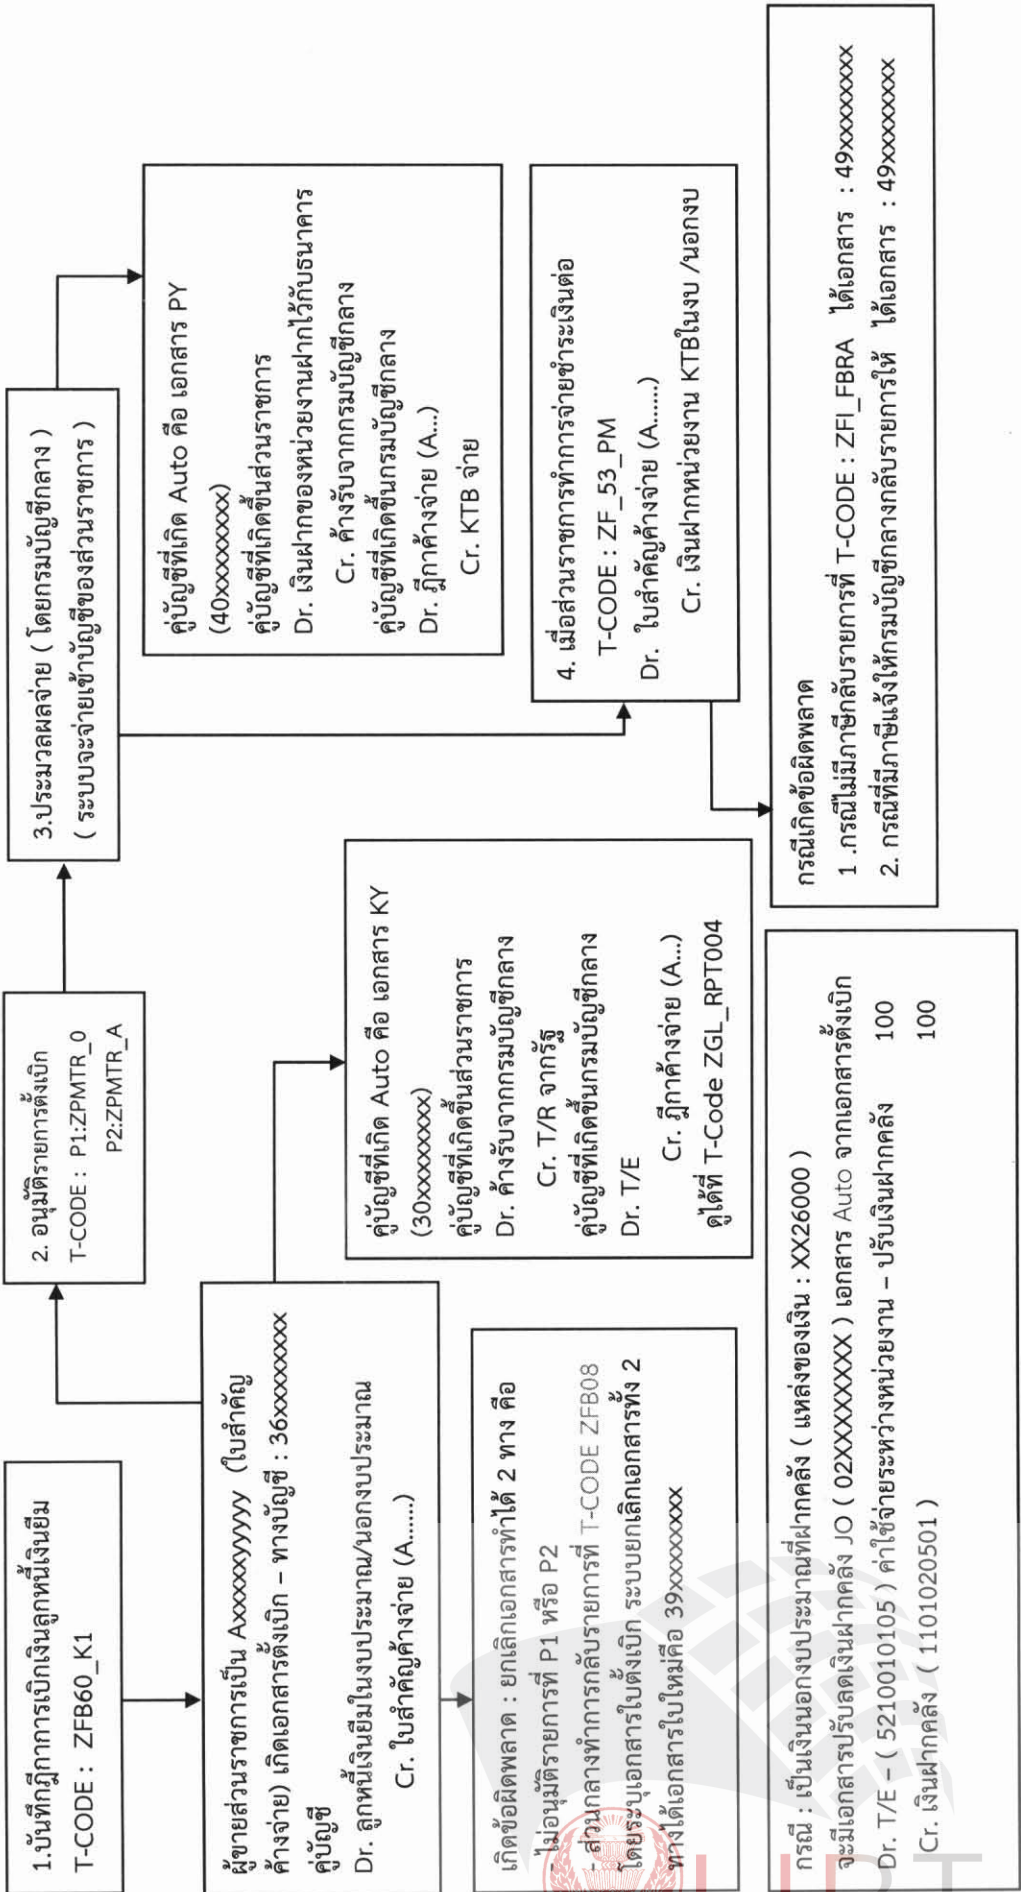 1.บันทึกฎีกาการเบิกเงินลูกหนี้เงินยืม
T-CODE : ZFB60_K1
ผู้ขายส่วนราชการเป็น Axxxxxyyyy (ใบสำคัญ
ค้างจ่าย) เกิดเอกสารตั้งเบิก – ทางบัญชี : 36xxxxxxxx
คู่บัญชี
Dr. ลูกหนี้เงินยืมในงบประมาณ/นอกงบประมาณ
Cr. ใบสำคัญค้างจ่าย (A......)
เกิดข้อผิดพลาด : ยกเลิกเอกสารทำได้ 2 ทาง คือ
- ไม่อนุมัติรายการที่ P1 หรือ P2
- ส่วนกลางทำการกลับรายการที่ T-CODE ZFB08
โดยระบุเอกสารใบตั้งเบิก ระบบยกเลิกเอกสารทั้ง 2
ทางได้เอกสารใบใหม่คือ 39xxxxxxxx
2. อนุมัติรายการตั้งเบิก
T-CODE : P1:ZPMTR_0
P2:ZPMTR_A
คู่บัญชีที่เกิด Auto คือ เอกสาร KY
(30xxxxxxxx)
คู่บัญชีที่เกิดขึ้นส่วนราชการ
Dr. ค้างรับจากกรมบัญชีกลาง
Cr. T/R จากรัฐ
คู่บัญชีที่เกิดขึ้นกรมบัญชีกลาง
Dr. T/E
Cr. ฎีกาค้างจ่าย (A...)
ดูได้ที่ T-Code ZGL_RPT004
3.ประมวลผลจ่าย ( โดยกรมบัญชีกลาง )
( ระบบจะจ่ายเข้าบัญชีของส่วนราชการ )
คู่บัญชีที่เกิด Auto คือ เอกสาร PY
(40xxxxxxxx)
คู่บัญชีที่เกิดขึ้นส่วนราชการ
Dr. เงินฝากของหน่วยงานฝากไว้กับธนาคาร
Cr. ค้างรับจากกรมบัญชีกลาง
คู่บัญชีที่เกิดขึ้นกรมบัญชีกลาง
Dr. ฎีกาค้างจ่าย (A...)
Cr. KTB จ่าย
4. เมื่อส่วนราชการทำการจ่ายชำระเงินต่อ
T-CODE : ZF_53_PM
Dr. ใบสำคัญค้างจ่าย (A......)
Cr. เงินฝากหน่วยงาน KTBในงบ /นอกงบ
กรณีเกิดข้อผิดพลาด
1 .กรณีไม่มีภาษีกลับรายการที่ T-CODE : ZFI_FBRA ได้เอกสาร : 49xxxxxxxx
2. กรณีที่มีภาษีแจ้งให้กรมบัญชีกลางกลับรายการให้ ได้เอกสาร : 49xxxxxxxx
กรณี : เป็นเงินนอกงบประมาณที่ฝากคลัง ( แหล่งของเงิน : XX26000 )
จะมีเอกสารปรับลดเงินฝากคลัง JO ( 02XXXXXXXX ) เอกสาร Auto จากเอกสารตั้งเบิก
Dr. T/E – ( 5210010105 ) ค่าใช้จ่ายระหว่างหน่วยงาน – ปรับเงินฝากคลัง 100
Cr. เงินฝากคลัง ( 1101020501 ) 100